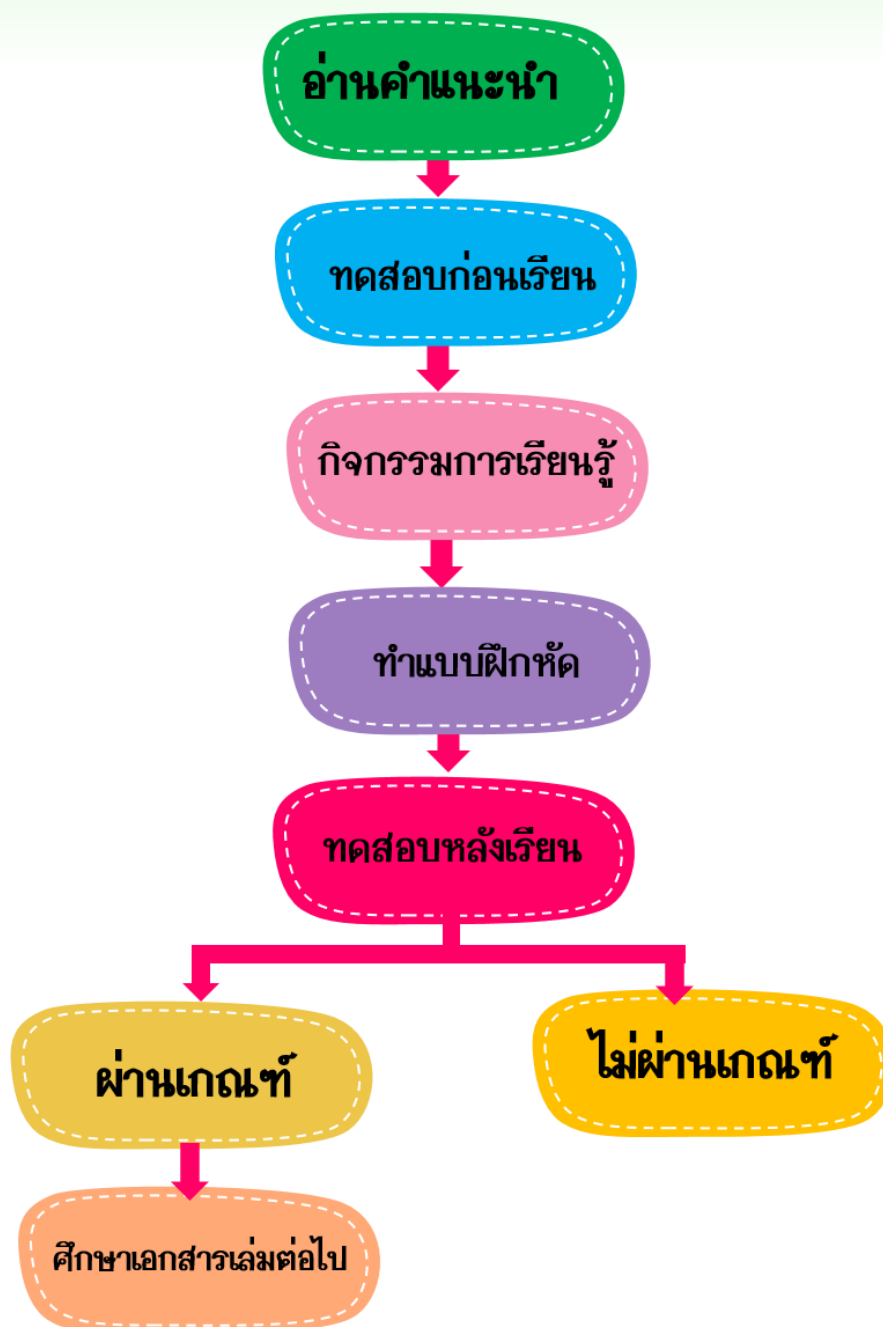 อ่านคำแนะนำ
ทดสอบก่อนเรียน
กิจกรรมการเรียนรู้
ทำแบบฝึกหัด
ทดสอบหลังเรียน
ผ่านเกณฑ์
ไม่ผ่านเกณฑ์
ศึกษาเอกสารเล่มต่อไป